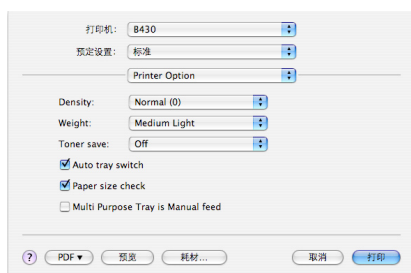 打印机: B430
预定设置: 标准
Printer Option
Density: Normal (0)
Weight: Medium Light
Toner save: Off
Auto tray switch
Paper size check
Multi Purpose Tray is Manual feed
? PDF▼ 预览 耗材... 取消 打印